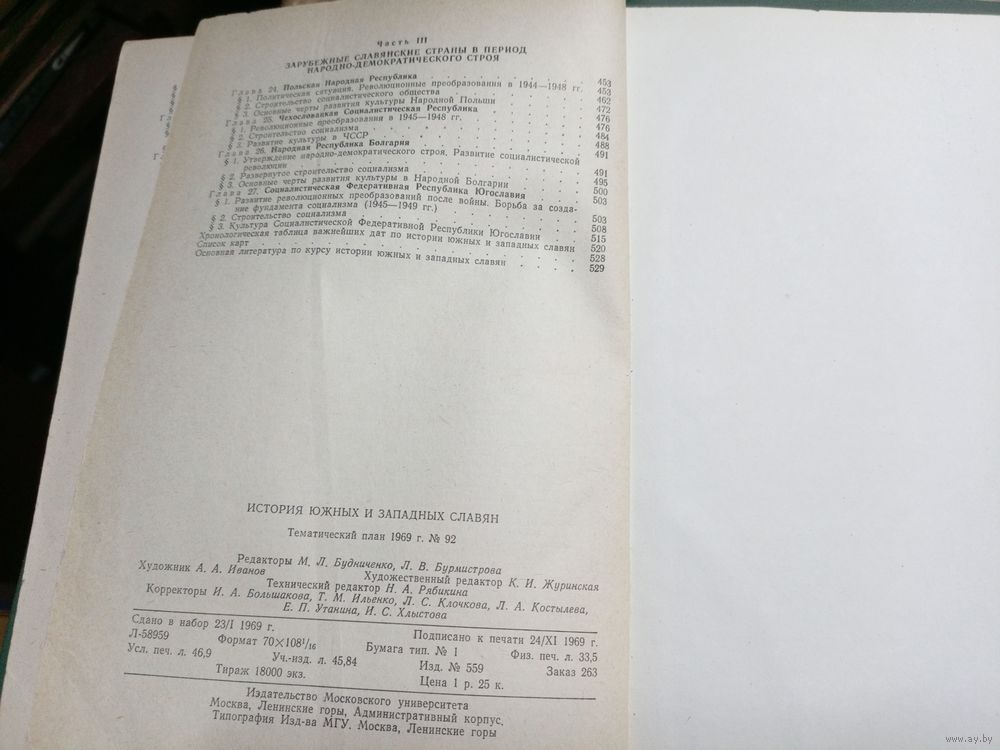 Часть III
ЗАРУБЕЖНЫЕ СЛАВЯНСКИЕ СТРАНЫ В ПЕРИОД
НАРОДНО-ДЕМОКРАТИЧЕСКОГО СТРОЯ
Глава 24. Польская Народная Республика . . . . . . . 453
§ 1. Политическая ситуация. Революционные преобразования в 1944—1948 гг. 453
§ 2. Строительство социалистического общества . . . . . . 462
§ 3. Основные черты развития культуры Народной Польши . . . . 472
Глава 25. Чехословацкая Социалистическая Республика . . . . . 476
§ 1. Революционные преобразования в 1945—1948 гг. . . . . . 476
§ 2. Строительство социализма . . . . . . . . 484
§ 3. Развитие культуры в ЧССР . . . . . . . . 488
Глава 26. Народная Республика Болгария . . . . . . . 491
§ 1. Утверждение народно-демократического строя. Развитие социалистической
революции . . . . . . . . . . 491
§ 2. Развернутое строительство социализма . . . . . . . 495
§ 3. Основные черты развития культуры в Народной Болгарии . . . . 500
Глава 27. Социалистическая Федеративная Республика Югославия . . . 503
§ 1. Развитие революционных преобразований после войны. Борьба за созда-
ние фундамента социализма (1945—1949 гг.) . . . . . . 503
§ 2. Строительство социализма . . . . . . . . 508
§ 3. Культура Социалистической Федеративной Республики Югославии . . . 515
Хронологическая таблица важнейших дат по истории южных и западных славян 520
Список карт . . . . . . . . . . 528
Основная литература по курсу истории южных и западных славян . . . . 529
ИСТОРИЯ ЮЖНЫХ И ЗАПАДНЫХ СЛАВЯН
Тематический план 1969 г. № 92
Редакторы М. Л. Будниченко, Л. В. Бурмистрова
Художник А. А. Иванов Художественный редактор К. И. Журинская
Технический редактор Н. А. Рябикина
Корректоры И. А. Большакова, Т. М. Ильенко, Л. С. Клочкова, Л. А. Костылева,
Е. П. Утанина, И. С. Хлыстова
Сдано в набор 23/I 1969 г. Подписано к печати 24/XI 1969 г.
Л-58959 Формат 70×108¹/₁₆ Бумага тип. № 1 Физ. печ. л. 33,5
Усл. печ. л. 46,9 Уч.-изд. л. 45,84 Изд. № 559 Заказ 263
Тираж 18000 экз. Цена 1 р. 25 к.
Издательство Московского университета
Москва, Ленинские горы, Административный корпус.
Типография Изд-ва МГУ. Москва, Ленинские горы
www.ay.by